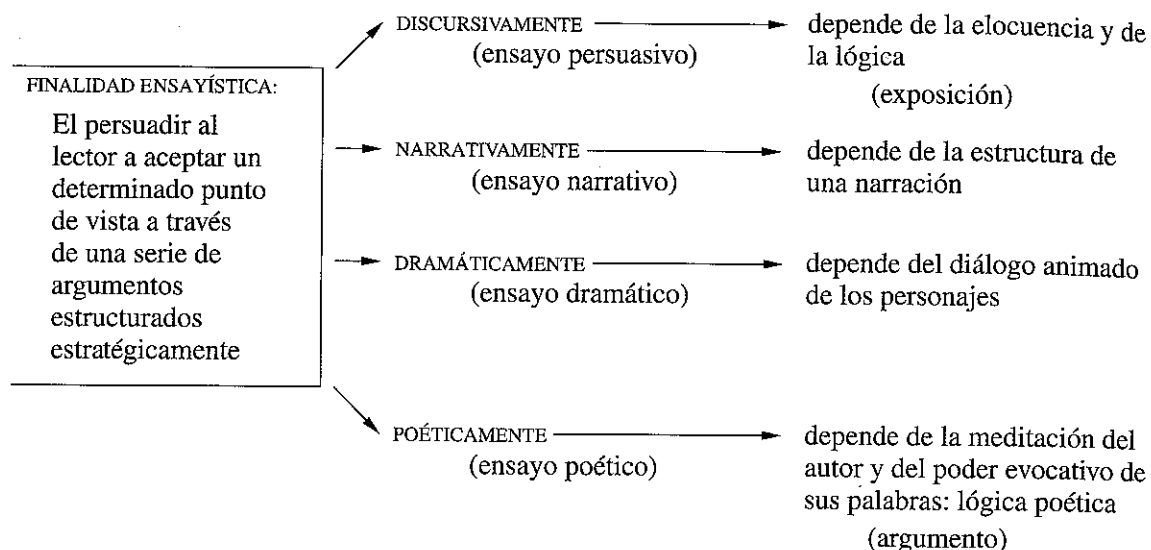 FINALIDAD ENSAYÍSTICA:
El persuadir al
lector a aceptar un
determinado punto
de vista a través
de una serie de
argumentos
estructurados
estratégicamente
DISCURSIVAMENTE
(ensayo persuasivo)
depende de la elocuencia y de
la lógica
(exposición)
NARRATIVAMENTE
(ensayo narrativo)
depende de la estructura de
una narración
DRAMÁTICAMENTE
(ensayo dramático)
depende del diálogo animado
de los personajes
POÉTICAMENTE
(ensayo poético)
depende de la meditación del
autor y del poder evocativo de
sus palabras: lógica poética
(argumento)